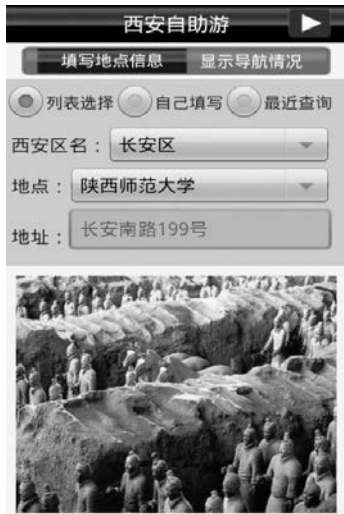 西安自助游
填写地点信息 显示导航情况
列表选择 自己填写 最近查询
西安区名： 长安区
地点： 陕西师范大学
地址： 长安南路199号